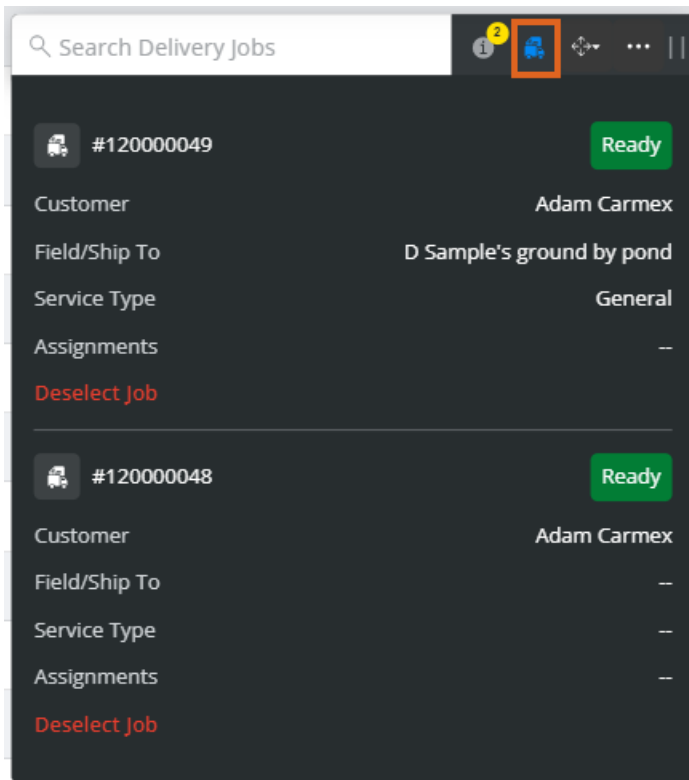 Search Delivery Jobs
2
#120000049 Ready
Customer Adam Carmex
Field/Ship To D Sample's ground by pond
Service Type General
Assignments --
Deselect Job
#120000048 Ready
Customer Adam Carmex
Field/Ship To --
Service Type --
Assignments --
Deselect Job